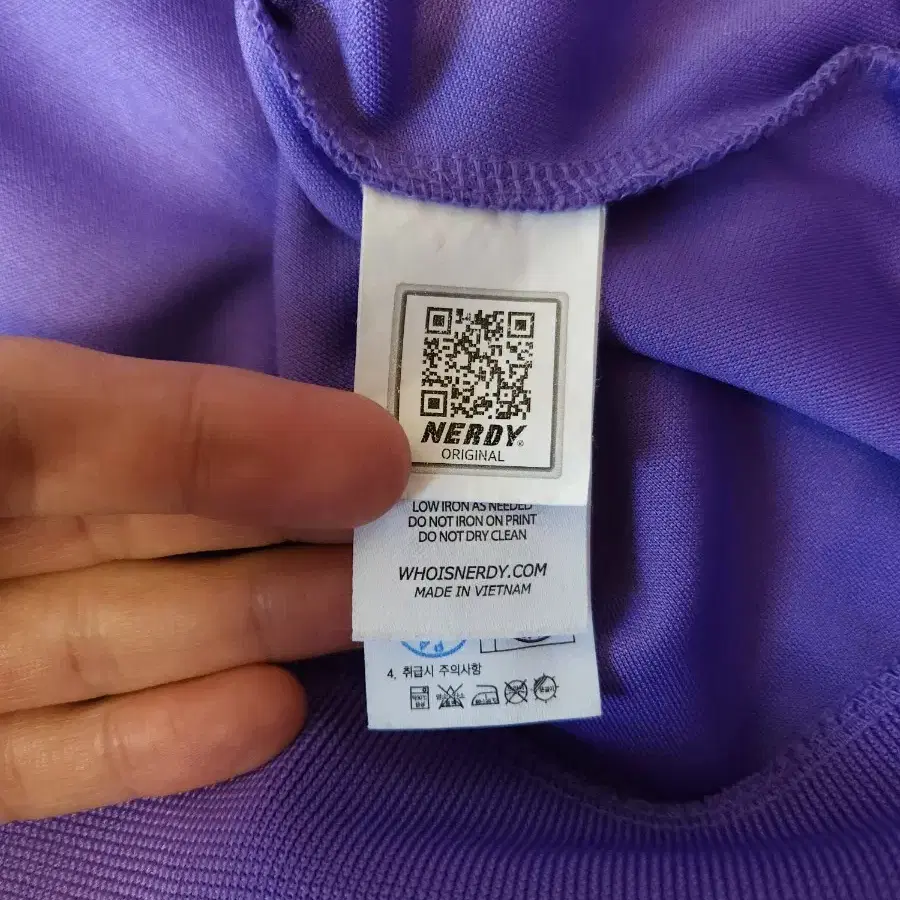 NERDY®
ORIGINAL
LOW IRON AS NEEDED
DO NOT IRON ON PRINT
DO NOT DRY CLEAN
WHOISNERDY.COM
MADE IN VIETNAM
4. 취급시 주의사항